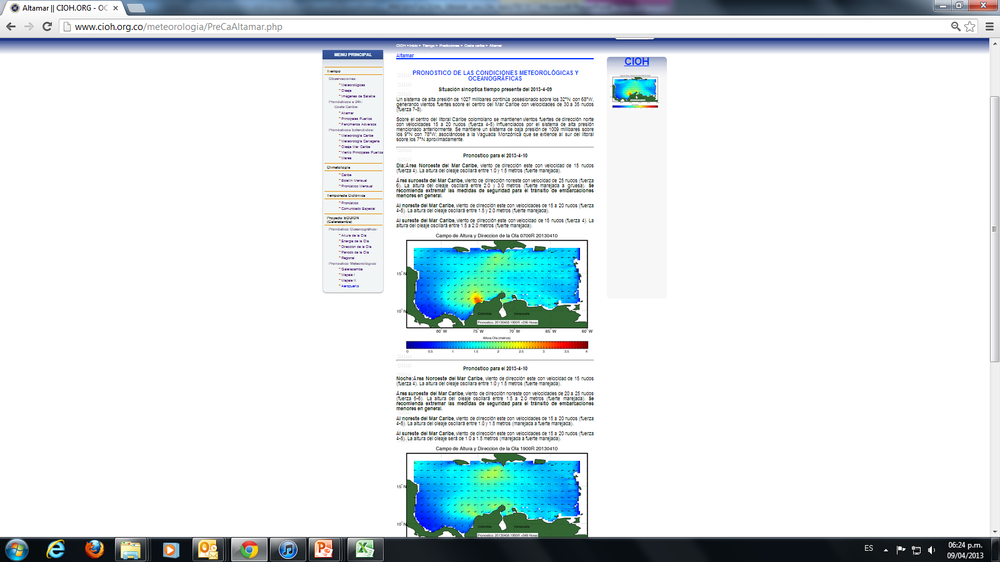 Altamar || CIOH.ORG - OC
www.cioh.org.co/meteorologia/PreCaAltamar.php
CIOH > Inicio > Tiempo > Predicciones > Costa caribe > Altamar
MENU PRINCIPAL
Tiempo
Observaciones:
Meteorológicas
Oleaje
Imágenes de Satélite
Pronósticos a 24h:
Costa Caribe:
Altamar
Principales Puertos
Fenómenos Adversos
Pronósticos Extendidos:
Meteorología Caribe
Meteorología Cartagena
Oleaje Mar Caribe
Viento Principales Puertos
Marea
Climatología
Caribe
Boletín Mensual
Pronóstico Mensual
Temporada Ciclónica
Pronóstico
Comunicado Especial
Proyecto EQUION
(Galerazamba)
Pronóstico Oceanográfico:
Altura de la Ola
Energia de la Ola
Direccion de la Ola
Periodo de la Ola
Regional
Pronóstico Meteorológico
Galerazamba
Mapale I
Mapale II
Aeropuerto
Altamar
PRONOSTICO DE LAS CONDICIONES METEOROLÓGICAS Y
OCEANOGRÁFICAS
Situación sinoptica tiempo presente del 2013-4-09
Un sistema de alta presión de 1027 milibares continúa posesionado sobre los 32°N con 68°W,
generando vientos fuertes sobre el centro del Mar Caribe con velocidades de 30 a 35 nudos
(fuerza 7-8).
Sobre el centro del litoral Caribe colombiano se mantienen vientos fuertes de dirección norte
con velocidades 15 a 20 nudos (fuerza 4-5) influenciados por el sistema de alta presión
mencionado anteriormente. Se mantiene un sistema de baja presión de 1009 milibares sobre
los 9°N con 78°W; asociándose a la Vaguada Monzónica que se extiende al sur del litoral
sobre los 7°N aproximadamente.
Pronóstico para el 2013-4-10
Dia:Área Noroeste del Mar Caribe, viento de dirección este con velocidad de 15 nudos
(fuerza 4). La altura del oleaje oscilará entre 1.0 y 1.5 metros (fuerte marejada).
Área suroeste del Mar Caribe, viento de dirección noreste con velocidad de 25 nudos (fuerza
6). La altura del oleaje oscilará entre 2.0 y 3.0 metros (fuerte marejada a gruesa). Se
recomienda extremar las medidas de seguridad para el tránsito de embarcaciones
menores en general.
Al noreste del Mar Caribe, viento de dirección este con velocidades de 15 a 20 nudos (fuerza
4-5). La altura del oleaje oscilará entre 1.5 y 2.0 metros (fuerte marejada).
Al sureste del Mar Caribe, viento de dirección este con velocidad de 15 nudos (fuerza 4). La
altura del oleaje oscilará entre 1.5 a 2.0 metros (fuerte marejada).
Campo de Altura y Direccion de la Ola 0700R 20130410
15° N
10° N
Colombia Venezuela
Pronostico: 20130408 1900R +036 Horas
80° W 75° W 70° W 65° W 60° W
Altura Ola (metros)
0 0.5 1 1.5 2 2.5 3 3.5 4
Pronóstico para el 2013-4-10
Noche:Área Noroeste del Mar Caribe, viento de dirección este con velocidad de 15 nudos
(fuerza 4). La altura del oleaje oscilara entre 1.0 y 1.5 metros (fuerte marejada).
Área suroeste del Mar Caribe, viento de dirección noreste con velocidades de 20 a 25 nudos
(fuerza 5-6). La altura del oleaje oscilará entre 1.5 a 2.0 metros (fuerte marejada). Se
recomienda extremar las medidas de seguridad para el tránsito de embarcaciones
menores en general.
Al noreste del Mar Caribe, viento de dirección este con velocidades de 15 a 20 nudos (fuerza
4-5). La altura del oleaje oscilará entre 1.0 y 1.5 metros (marejada a fuerte marejada).
Al sureste del Mar Caribe, viento de dirección este con velocidades de 15 a 20 nudos (fuerza
4-5). La altura del oleaje será de 1.0 a 1.5 metros (marejada a fuerte marejada).
Campo de Altura y Direccion de la Ola 1900R 20130410
15° N
10° N
Colombia Venezuela
Pronostico: 20130408 1900R +048 Horas
CIOH
ES
06:24 p.m.
09/04/2013